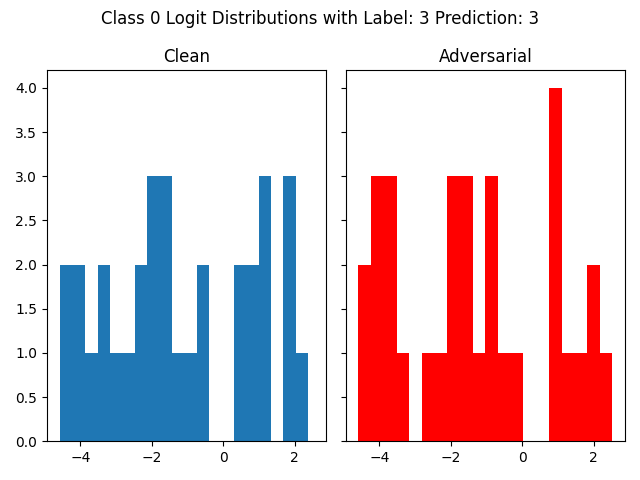 Class 0 Logit Distributions with Label: 3 Prediction: 3
Clean
Adversarial
4.0
3.5
3.0
2.5
2.0
1.5
1.0
0.5
0.0
−4 −2 0 2
−4 −2 0 2